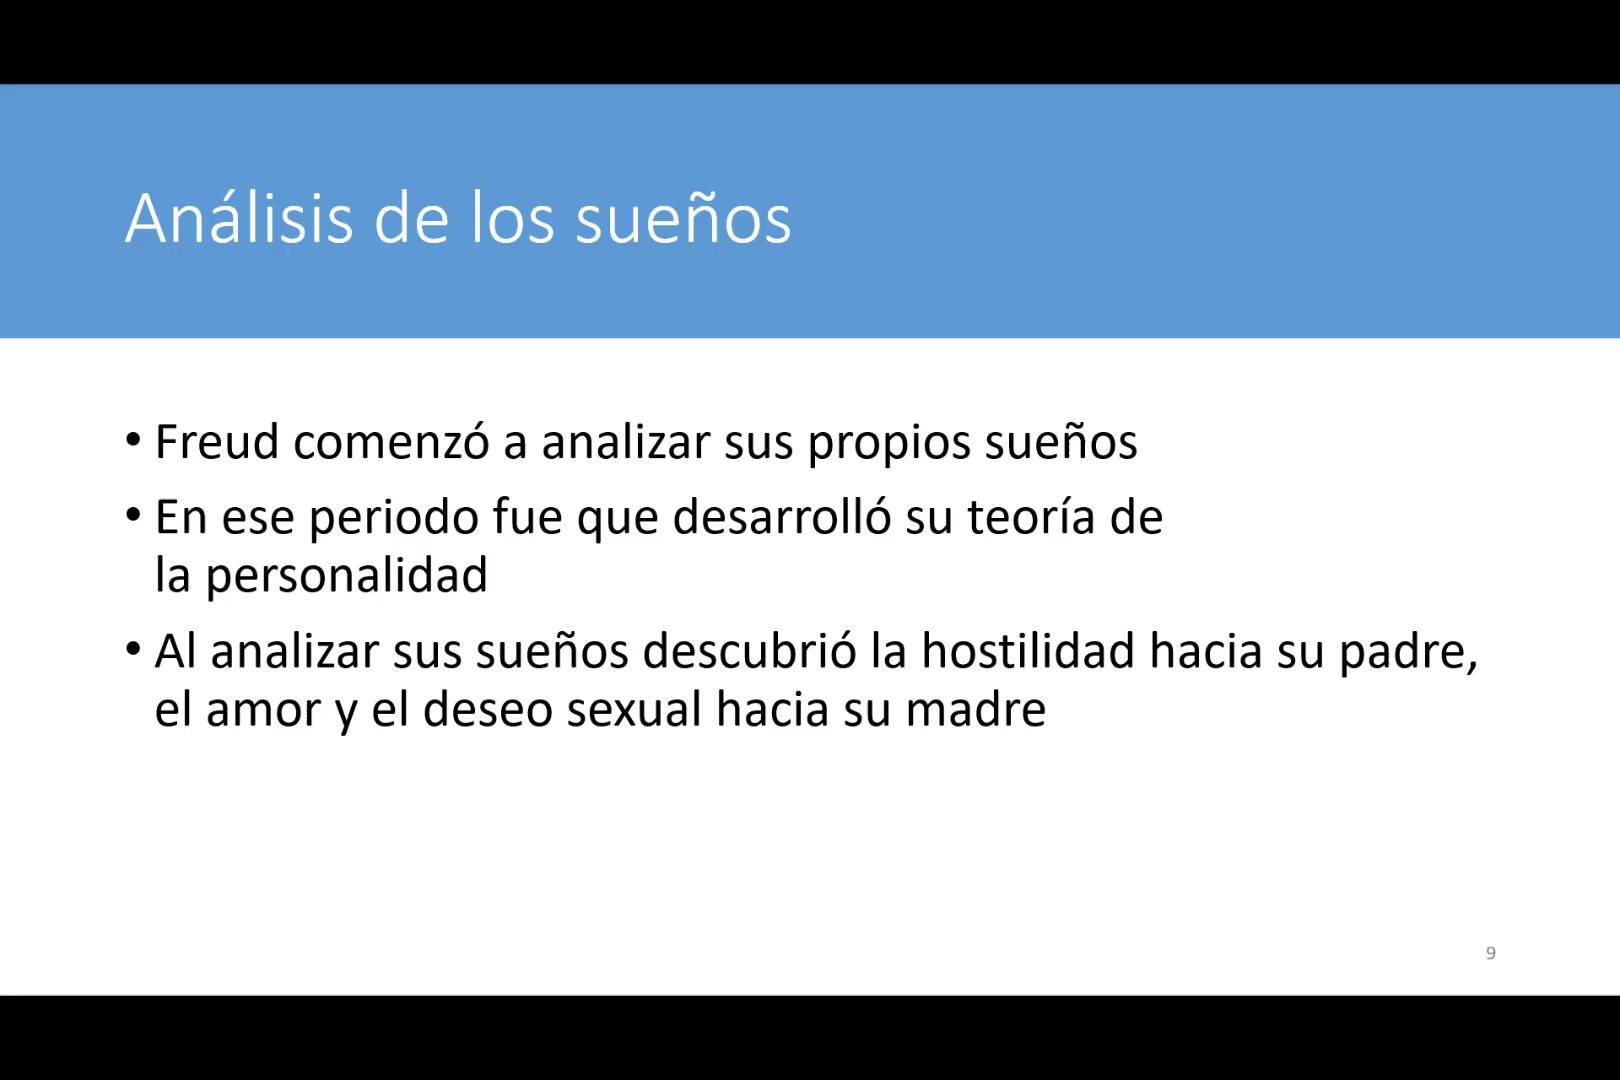 Análisis de los sueños
• Freud comenzó a analizar sus propios sueños
• En ese periodo fue que desarrolló su teoría de
la personalidad
• Al analizar sus sueños descubrió la hostilidad hacia su padre,
el amor y el deseo sexual hacia su madre
9